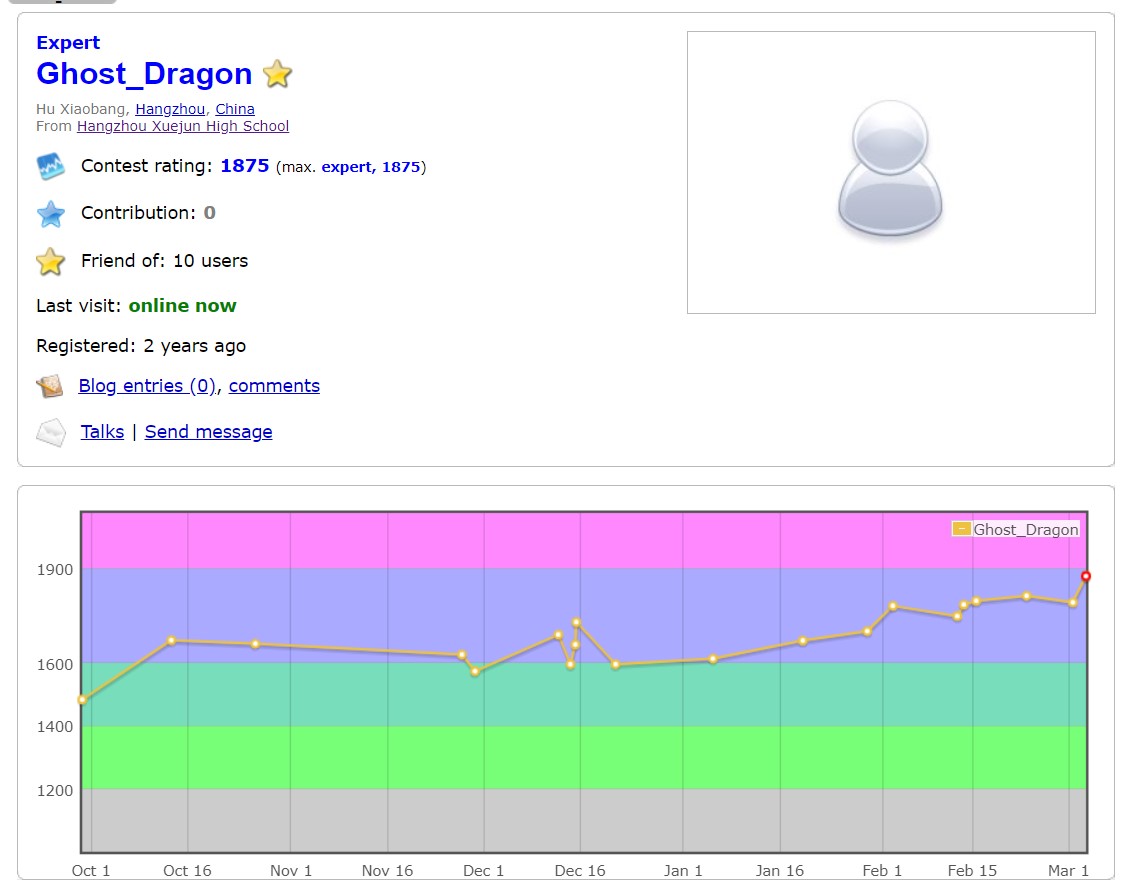 Expert
Ghost_Dragon
Hu Xiaobang, Hangzhou, China
From Hangzhou Xuejun High School
Contest rating: 1875 (max. expert, 1875)
Contribution: 0
Friend of: 10 users
Last visit: online now
Registered: 2 years ago
Blog entries (0), comments
Talks | Send message
Ghost_Dragon
1900
1600
1400
1200
Oct 1 Oct 16 Nov 1 Nov 16 Dec 1 Dec 16 Jan 1 Jan 16 Feb 1 Feb 15 Mar 1